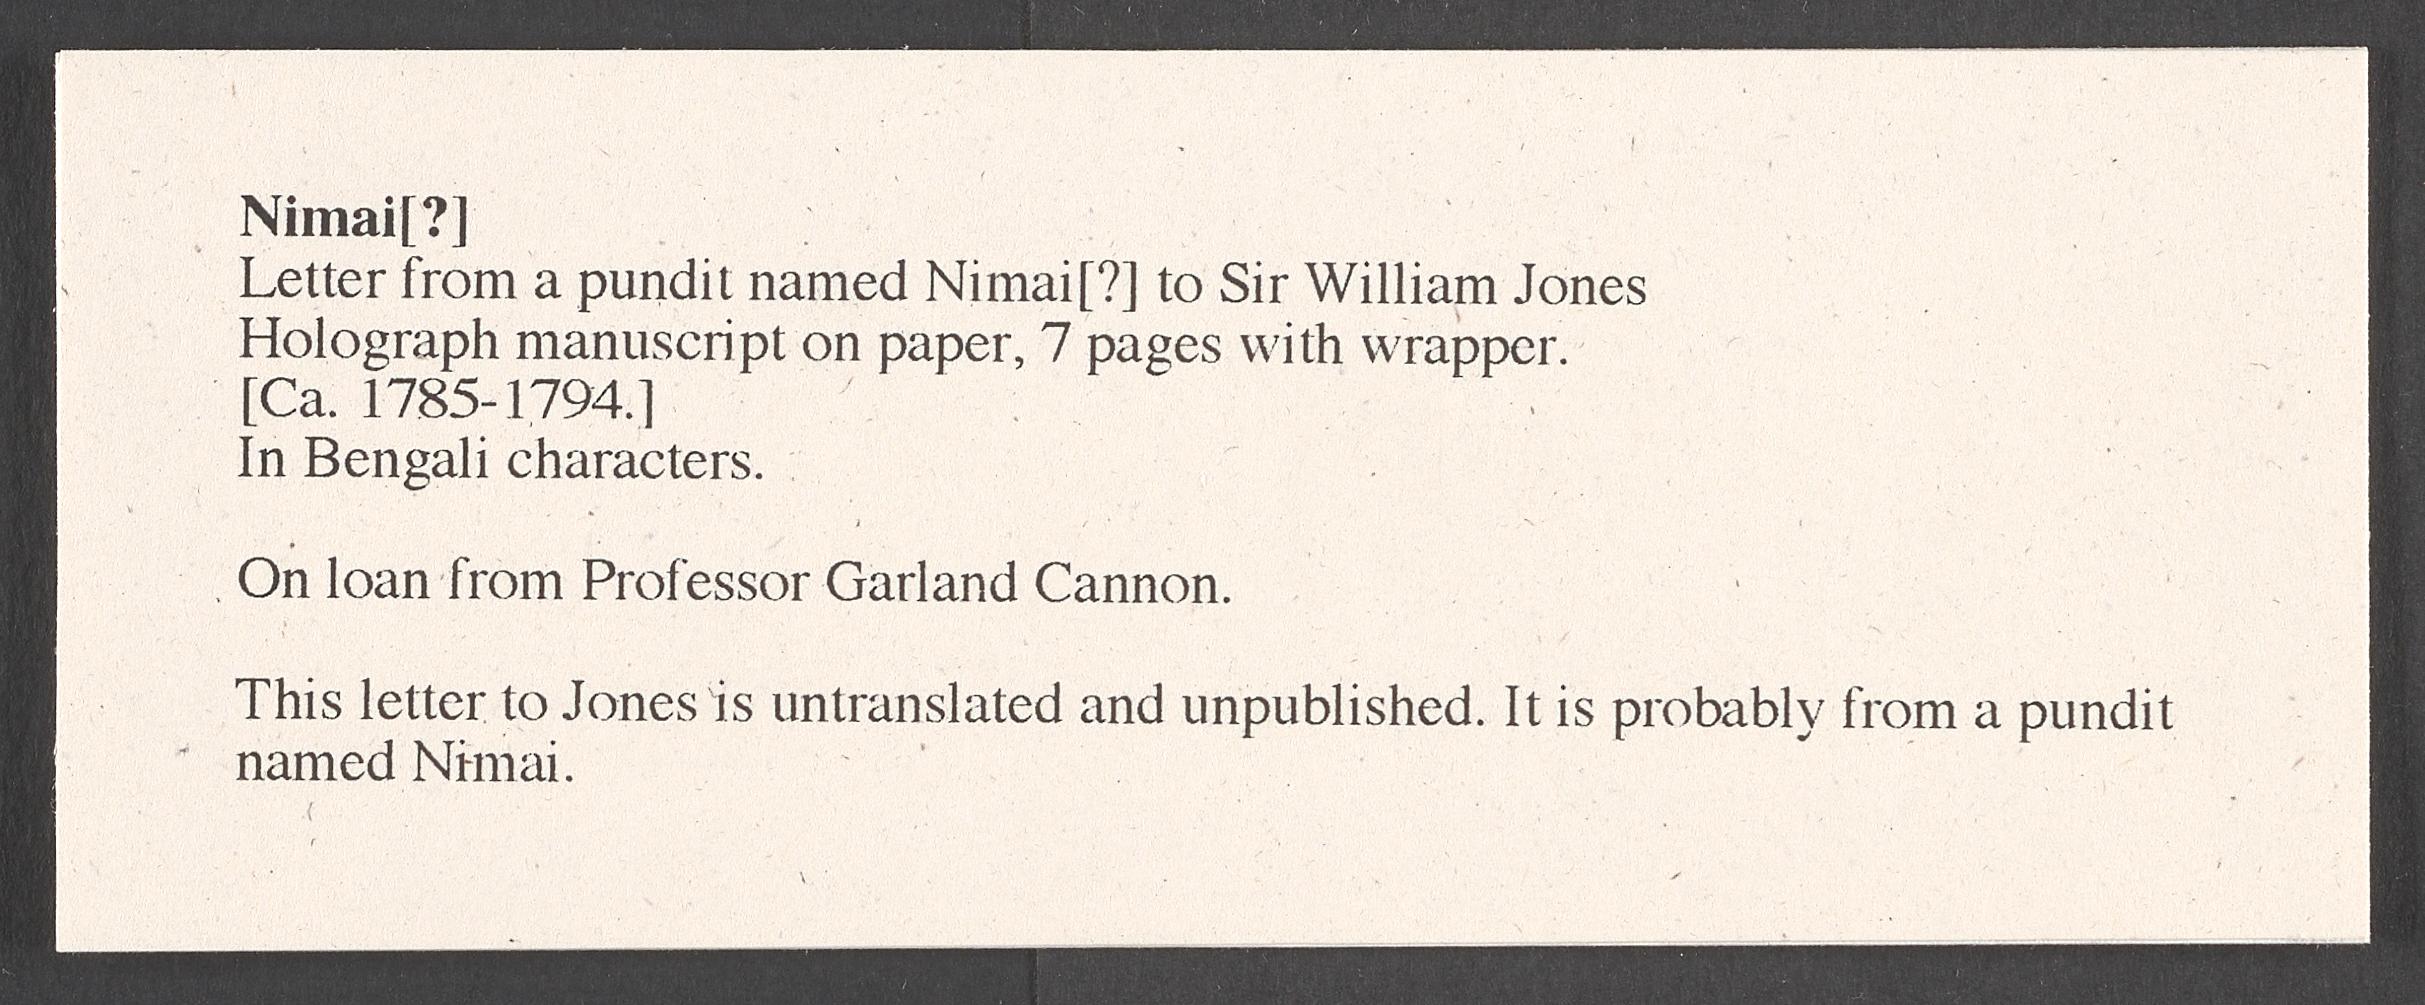 Nimai[?]
Letter from a pundit named Nimai[?] to Sir William Jones
Holograph manuscript on paper, 7 pages with wrapper.
[Ca. 1785-1794.]
In Bengali characters.
On loan from Professor Garland Cannon.
This letter to Jones is untranslated and unpublished. It is probably from a pundit
named Nimai.